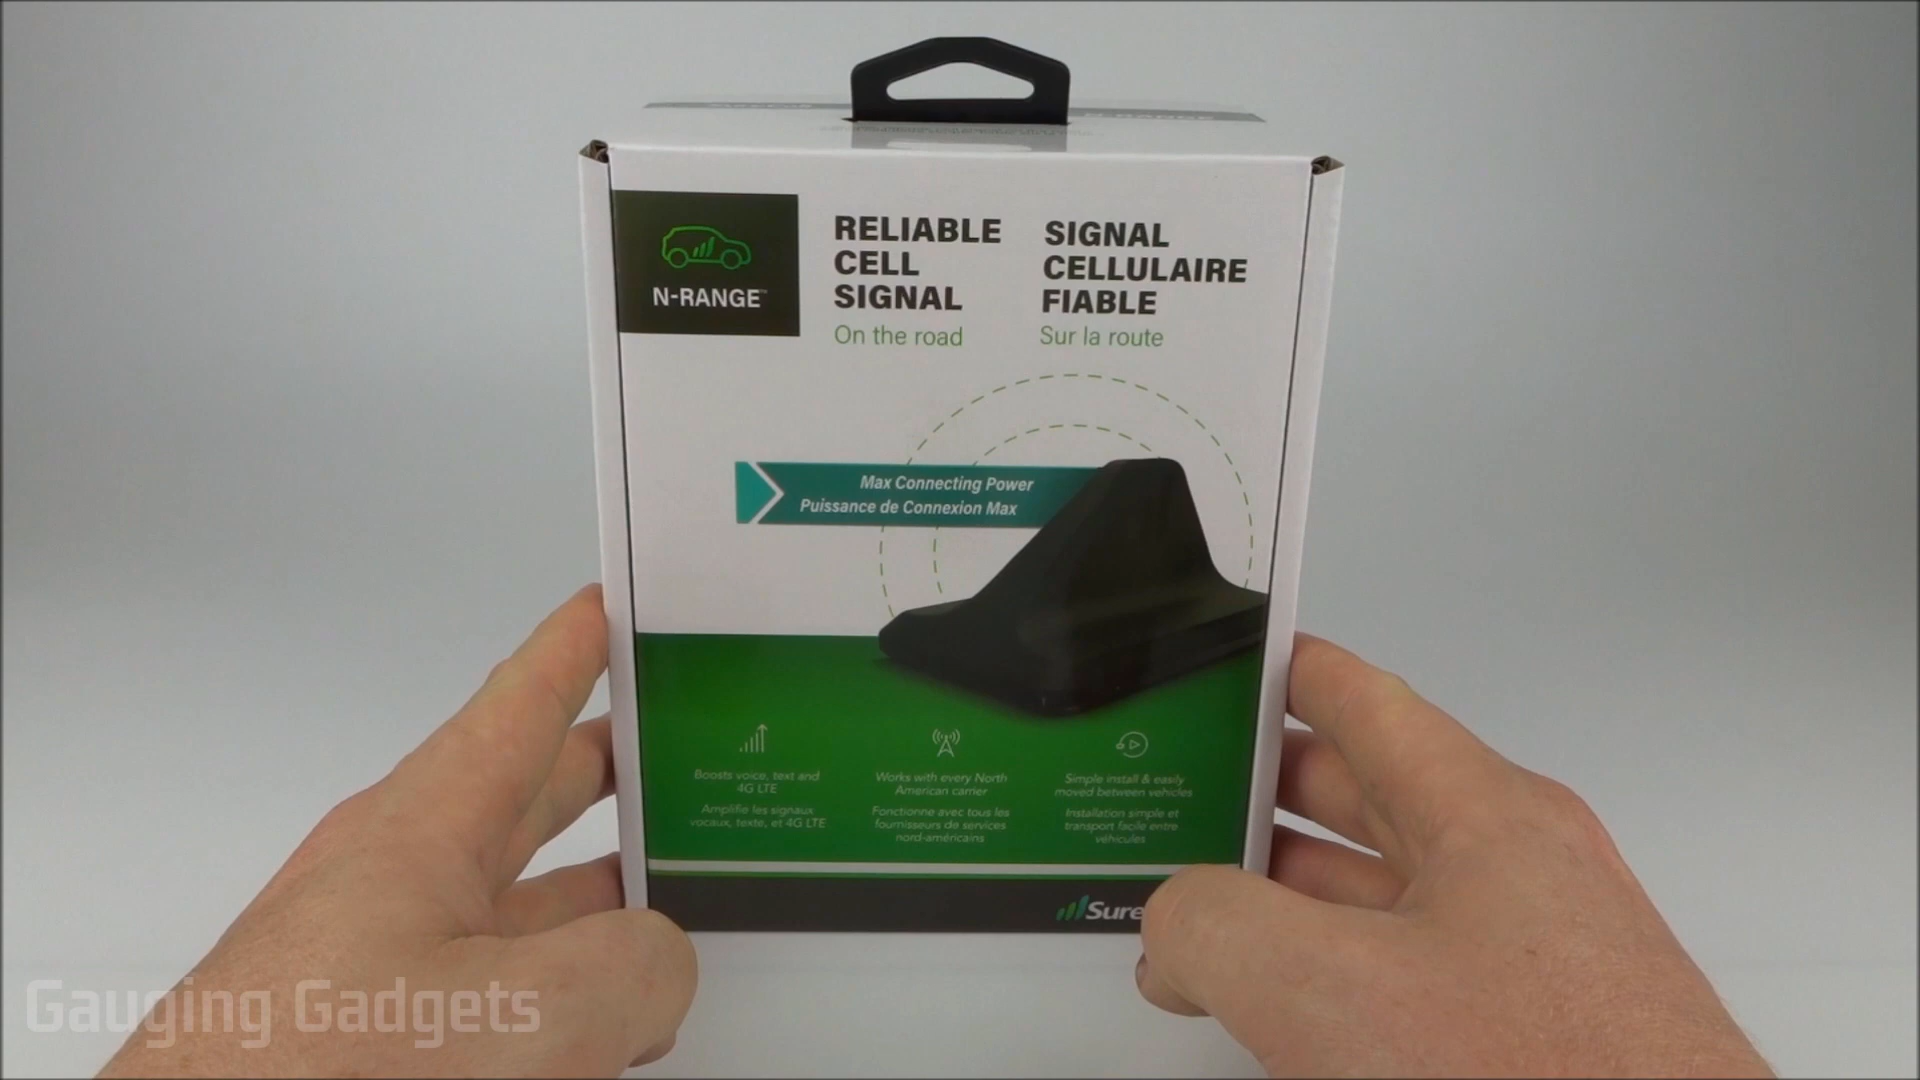 N-RANGE™
RELIABLE
CELL
SIGNAL
On the road
SIGNAL
CELLULAIRE
FIABLE
Sur la route
Max Connecting Power
Puissance de Connexion Max
Boosts voice, text and
4G LTE
Amplifie les signaux
vocaux, texte, et 4G LTE
Works with every North
American carrier
Fonctionne avec tous les
fournisseurs de services
nord-américains
Simple install & easily
moved between vehicles
Installation simple et
transport facile entre
véhicules
Sure
Gauging Gadgets